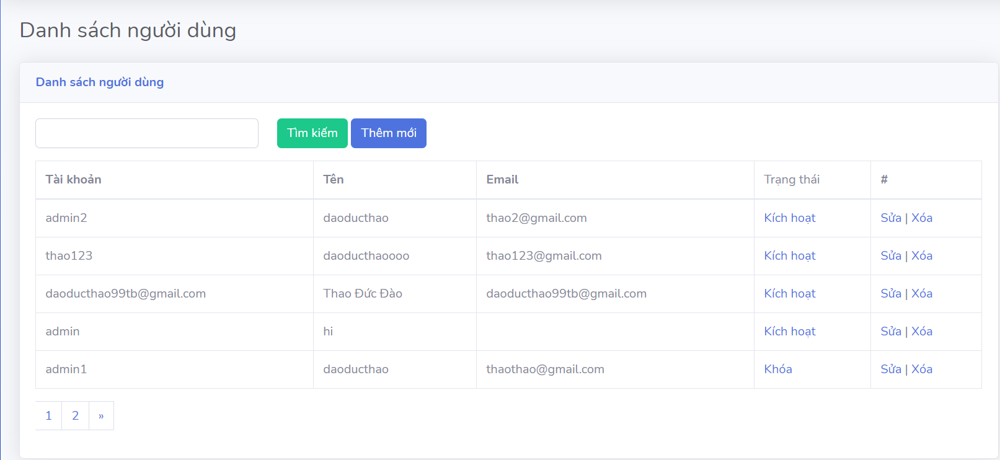 Danh sách người dùng
Danh sách người dùng
Tìm kiếm Thêm mới
Tài khoản Tên Email Trạng thái #
admin2 daoducthao thao2@gmail.com Kích hoạt Sửa | Xóa
thao123 daoducthaoooo thao123@gmail.com Kích hoạt Sửa | Xóa
daoducthao99tb@gmail.com Thao Đức Đào daoducthao99tb@gmail.com Kích hoạt Sửa | Xóa
admin hi Kích hoạt Sửa | Xóa
admin1 daoducthao thaothao@gmail.com Khóa Sửa | Xóa
1 2 »